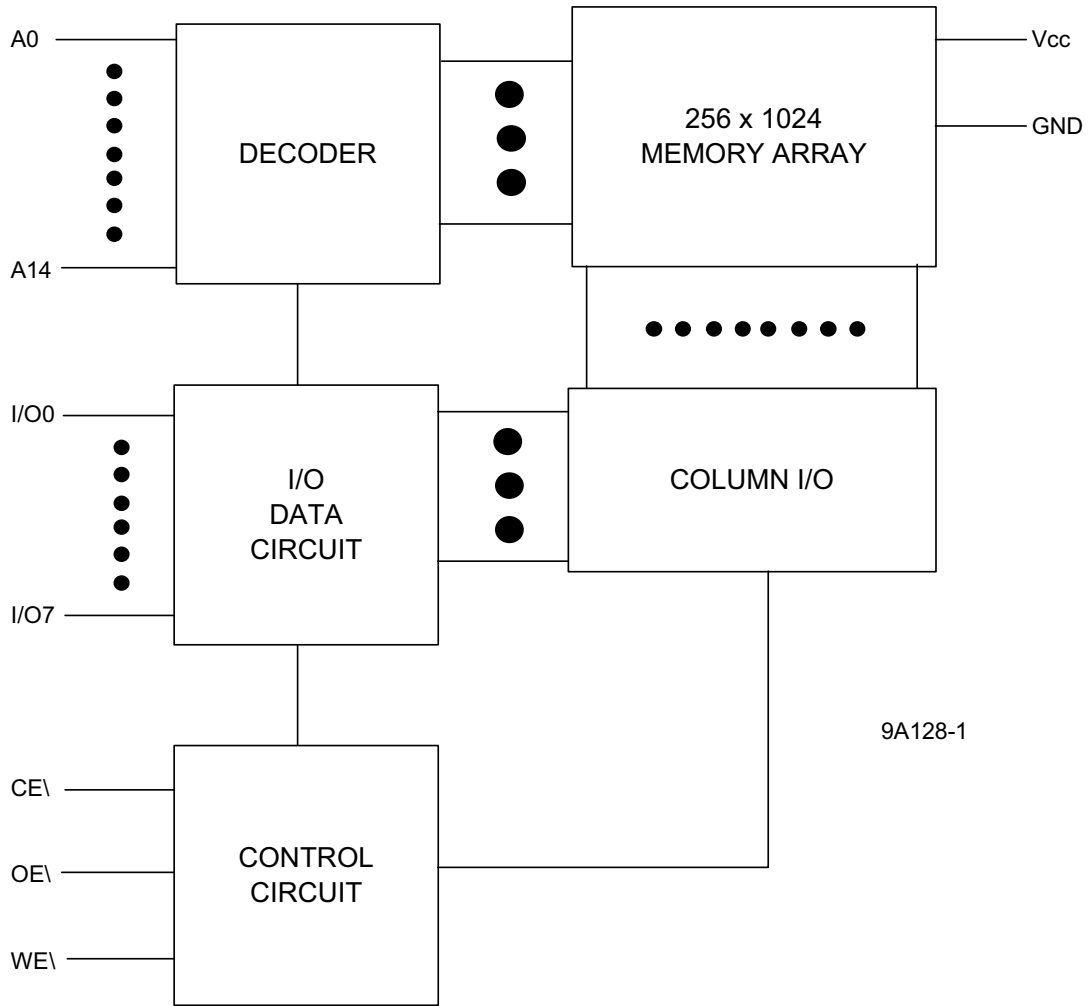 A0
DECODER
256 x 1024
MEMORY ARRAY
Vcc
GND
A14
I/O0
I/O
DATA
CIRCUIT
COLUMN I/O
I/O7
9A128-1
CE\
OE\
CONTROL
CIRCUIT
WE\